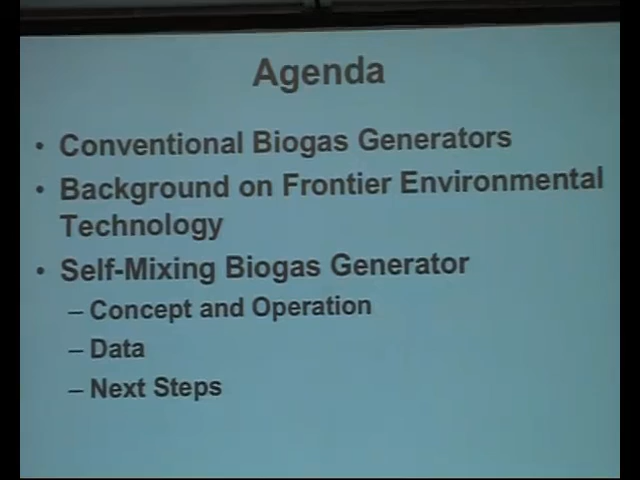 Agenda
• Conventional Biogas Generators
• Background on Frontier Environmental
Technology
• Self-Mixing Biogas Generator
– Concept and Operation
– Data
– Next Steps